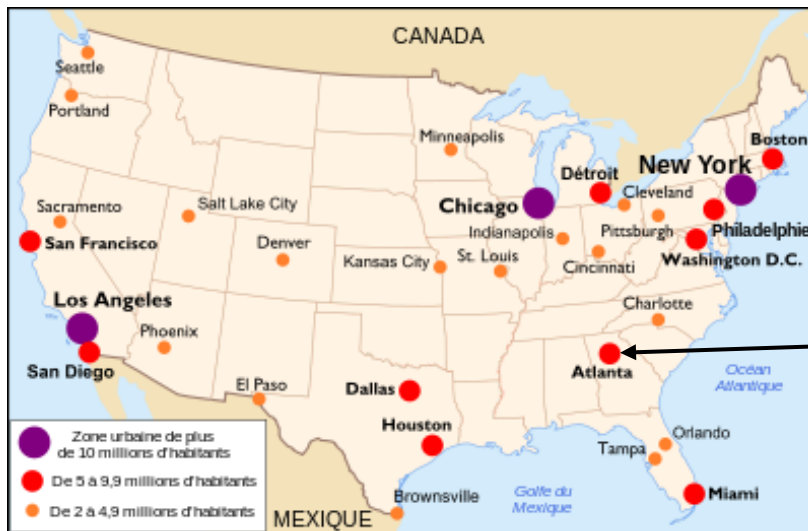 CANADA
Seattle
Portland
Minneapolis
Boston
New York
Détroit
Cleveland
Chicago
Salt Lake City
Sacramento
San Francisco
Denver
Kansas City
St. Louis
Indianapolis
Cincinnati
Pittsburgh
Philadelphie
Washington D.C.
Los Angeles
Phoenix
San Diego
Charlotte
Atlanta
Océan
Atlantique
El Paso
Dallas
Houston
Orlando
Tampa
Miami
Brownsville
Golfe du
Mexique
MEXIQUE
Zone urbaine de plus
de 10 millions d'habitants
De 5 à 9,9 millions d'habitants
De 2 à 4,9 millions d'habitants